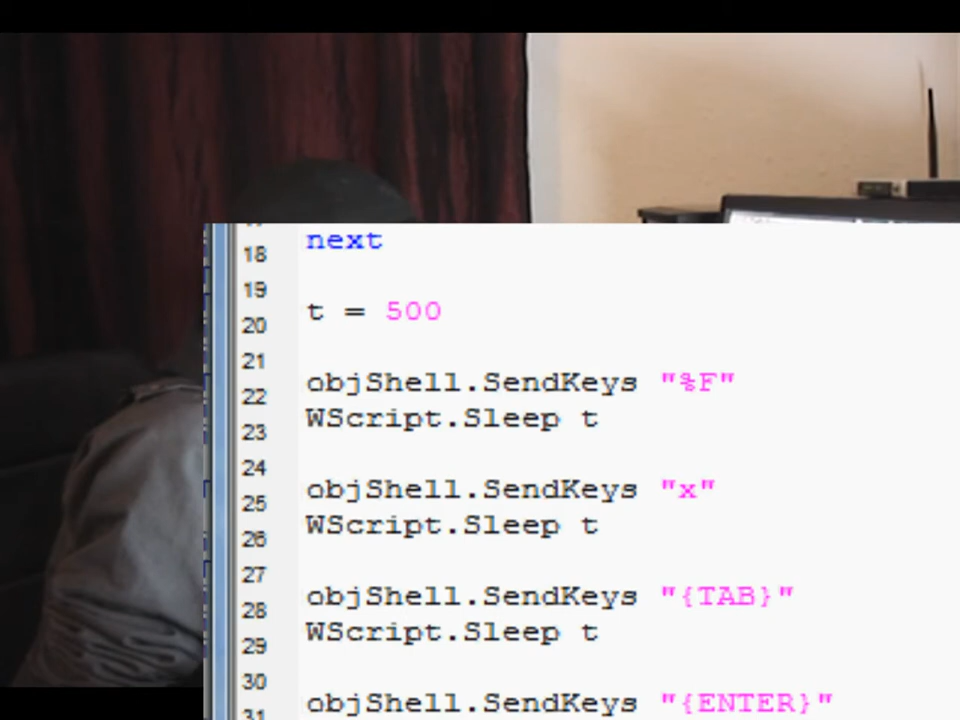 18 next
19
20 t = 500
21
22 objShell.SendKeys "%F"
23 WScript.Sleep t
24
25 objShell.SendKeys "x"
26 WScript.Sleep t
27
28 objShell.SendKeys "{TAB}"
29 WScript.Sleep t
30
31 objShell.SendKeys "{ENTER}"